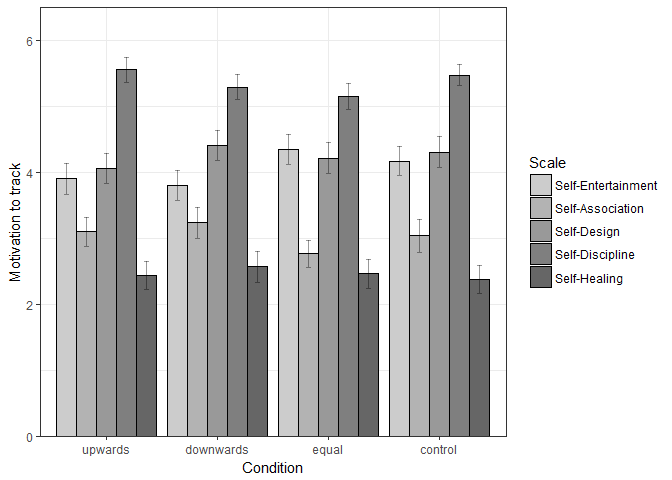 Motivation to track
6
4
2
0
upwards downwards equal control
Condition
Scale
Self-Entertainment
Self-Association
Self-Design
Self-Discipline
Self-Healing